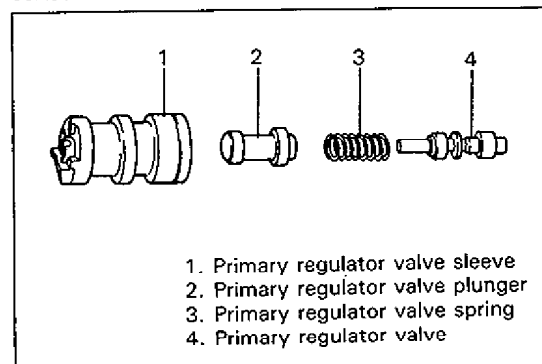 1 2 3 4
1. Primary regulator valve sleeve
2. Primary regulator valve plunger
3. Primary regulator valve spring
4. Primary regulator valve